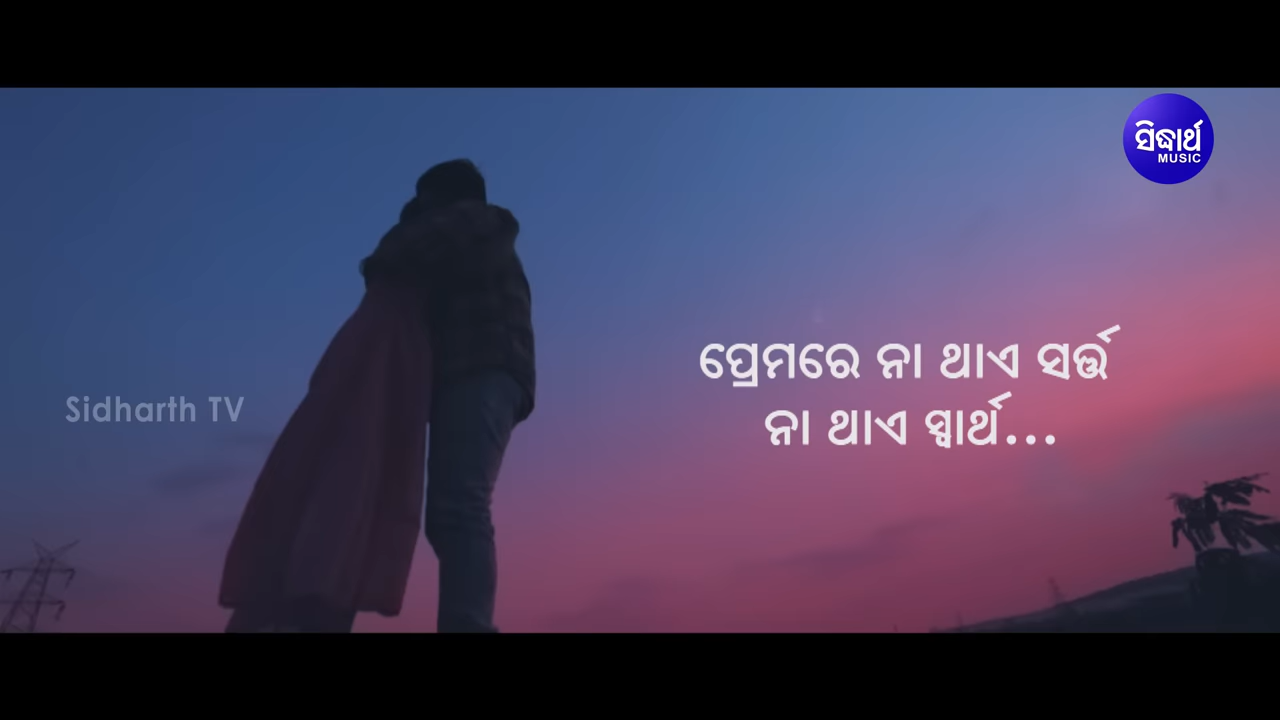 ସିଦ୍ଧାର୍ଥ
MUSIC
ପ୍ରେମରେ ନା ଥାଏ ସର୍ତ୍ତ
Sidharth TV
ନା ଥାଏ ସ୍ୱାର୍ଥ...